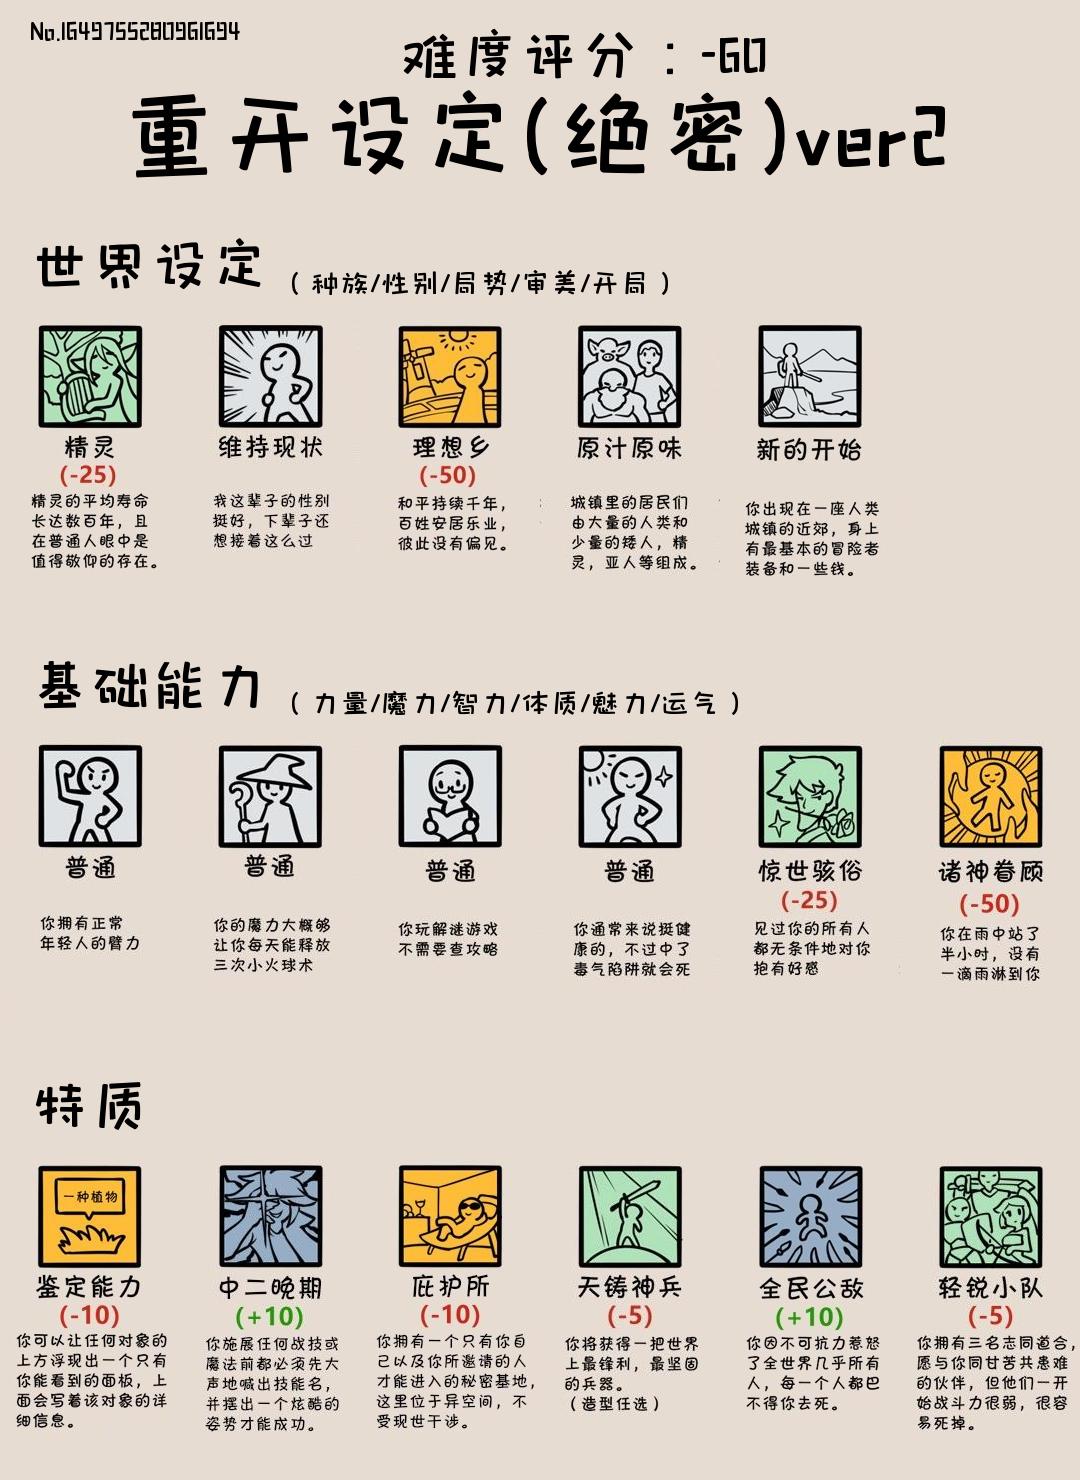 No.1649755280961694
难度评分：-60
重开设定(绝密)ver2
世界设定（种族/性别/局势/审美/开局）
精灵
(-25)
精灵的平均寿命
长达数百年，且
在普通人眼中是
值得敬仰的存在。
维持现状
我这辈子的性别
挺好，下辈子还
想接着这么过
理想乡
(-50)
和平持续千年，
百姓安居乐业，
彼此没有偏见。
原汁原味
城镇里的居民们
由大量的人类和
少量的矮人，精
灵，亚人等组成。
新的开始
你出现在一座人类
城镇的近郊，身上
有最基本的冒险者
装备和一些钱。
基础能力（力量/魔力/智力/体质/魅力/运气）
普通
你拥有正常
年轻人的臂力
普通
你的魔力大概够
让你每天能释放
三次小火球术
普通
你玩解谜游戏
不需要查攻略
普通
你通常来说挺健
康的，不过中了
毒气陷阱就会死
惊世骇俗
(-25)
见过你的所有人
都无条件地对你
抱有好感
诸神眷顾
(-50)
你在雨中站了
半小时，没有
一滴雨淋到你
特质
一种植物
鉴定能力
(-10)
你可以让任何对象的
上方浮现出一个只有
你能看到的面板，上
面会写着该对象的详
细信息。
中二晚期
(+10)
你施展任何战技或
魔法前都必须先大
声地喊出技能名，
并摆出一个炫酷的
姿势才能成功。
庇护所
(-10)
你拥有一个只有你自
己以及你所邀请的人
才能进入的秘密基地，
这里位于异空间，不
受现世干涉。
天铸神兵
(-5)
你将获得一把世界
上最锋利，最坚固
的兵器。
（造型任选）
全民公敌
(+10)
你因不可抗力惹怒
了全世界几乎所有
人，每一个人都巴
不得你去死。
轻锐小队
(-5)
你拥有三名志同道合，
愿与你同甘苦共患难
的伙伴，但他们一开
始战斗力很弱，很容
易死掉。